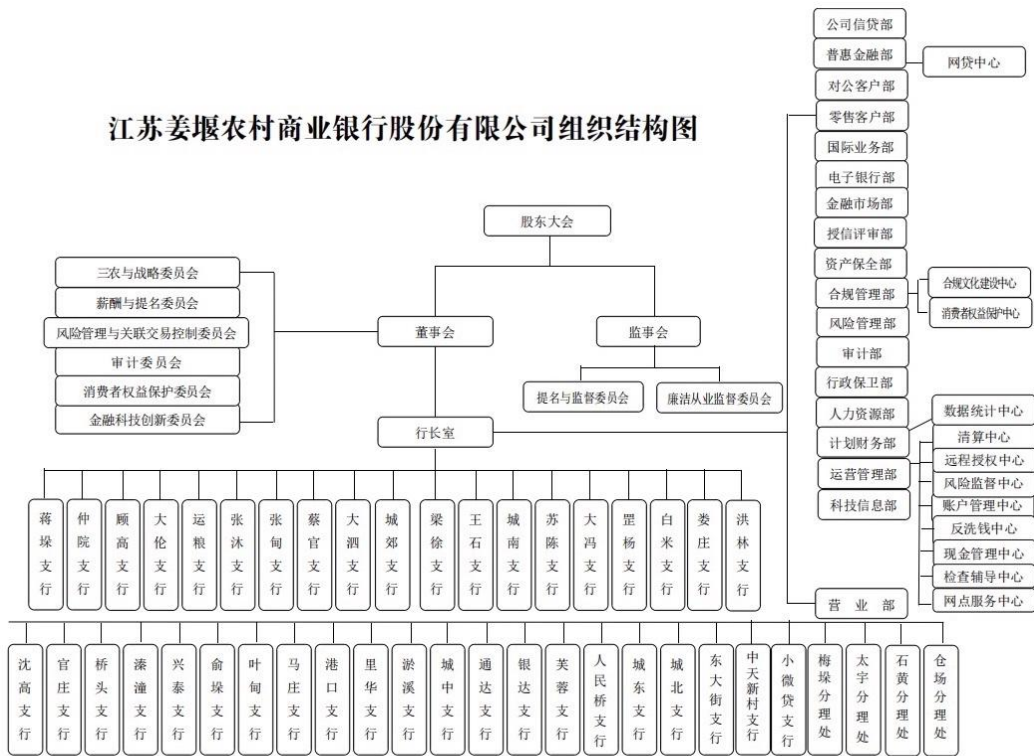 江苏姜堰农村商业银行股份有限公司组织结构图
股东大会
董事会
监事会
三农与战略委员会
薪酬与提名委员会
风险管理与关联交易控制委员会
审计委员会
消费者权益保护委员会
金融科技创新委员会
提名与监督委员会
廉洁从业监督委员会
行长室
公司信贷部
普惠金融部
网贷中心
对公客户部
零售客户部
国际业务部
电子银行部
金融市场部
授信评审部
资产保全部
合规管理部
合规文化建设中心
消费者权益保护中心
风险管理部
审计部
行政保卫部
人力资源部
计划财务部
数据统计中心
运营管理部
清算中心
远程授权中心
风险监督中心
账户管理中心
反洗钱中心
现金管理中心
检查辅导中心
网点服务中心
科技信息部
营业部
蒋垛支行
仲院支行
顾高支行
大伦支行
运粮支行
张沐支行
张甸支行
蔡官支行
大泗支行
城郊支行
梁徐支行
王石支行
城南支行
苏陈支行
大冯支行
罡杨支行
白米支行
娄庄支行
洪林支行
沈高支行
官庄支行
桥头支行
溱潼支行
兴泰支行
俞垛支行
叶甸支行
马庄支行
港口支行
里华支行
淤溪支行
城中支行
通达支行
银达支行
芙蓉支行
人民桥支行
城东支行
城北支行
东大街支行
中天新村支行
小微贷支行
梅垛分理处
太宇分理处
石黄分理处
仓场分理处